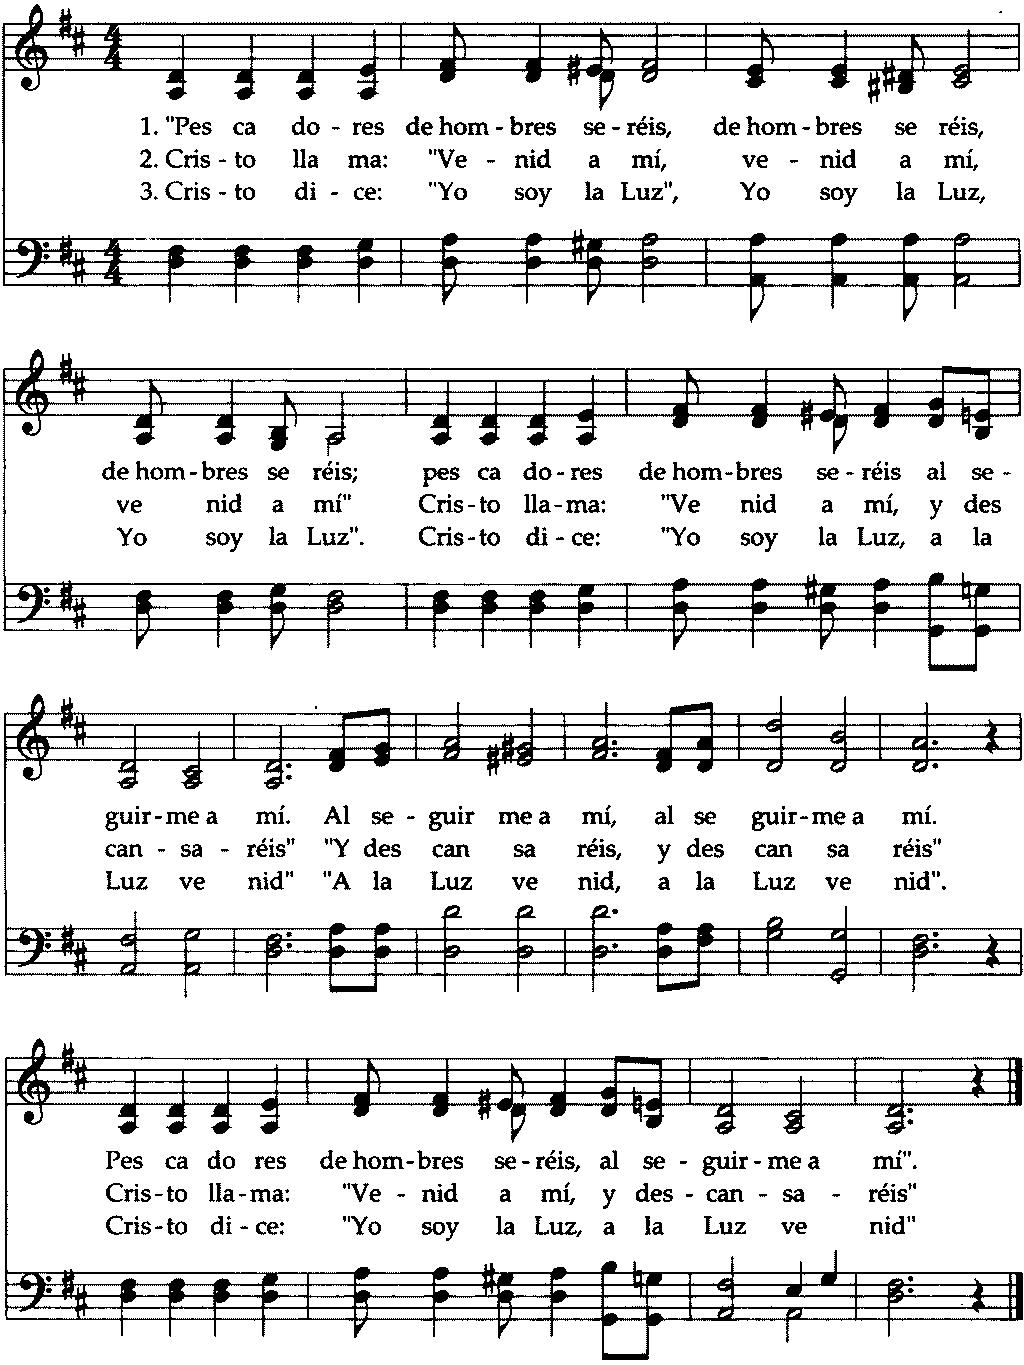 1. "Pes ca do - res de hom - bres se - réis, de hom - bres se réis,
2. Cris - to lla ma: "Ve - nid a mí, ve - nid a mí,
3. Cris - to di - ce: "Yo soy la Luz", Yo soy la Luz,
de hom - bres se réis; pes ca do - res de hom - bres se - réis al se -
ve nid a mí" Cris - to lla - ma: "Ve nid a mí, y des
Yo soy la Luz". Cris - to di - ce: "Yo soy la Luz, a la
guir - me a mí. Al se - guir me a mí, al se guir - me a mí.
can - sa - réis" "Y des can sa réis, y des can sa réis"
Luz ve nid" "A la Luz ve nid, a la Luz ve nid".
Pes ca do res de hom - bres se - réis, al se - guir - me a mí".
Cris - to lla - ma: "Ve - nid a mí, y des - can - sa - réis"
Cris - to di - ce: "Yo soy la Luz, a la Luz ve nid"